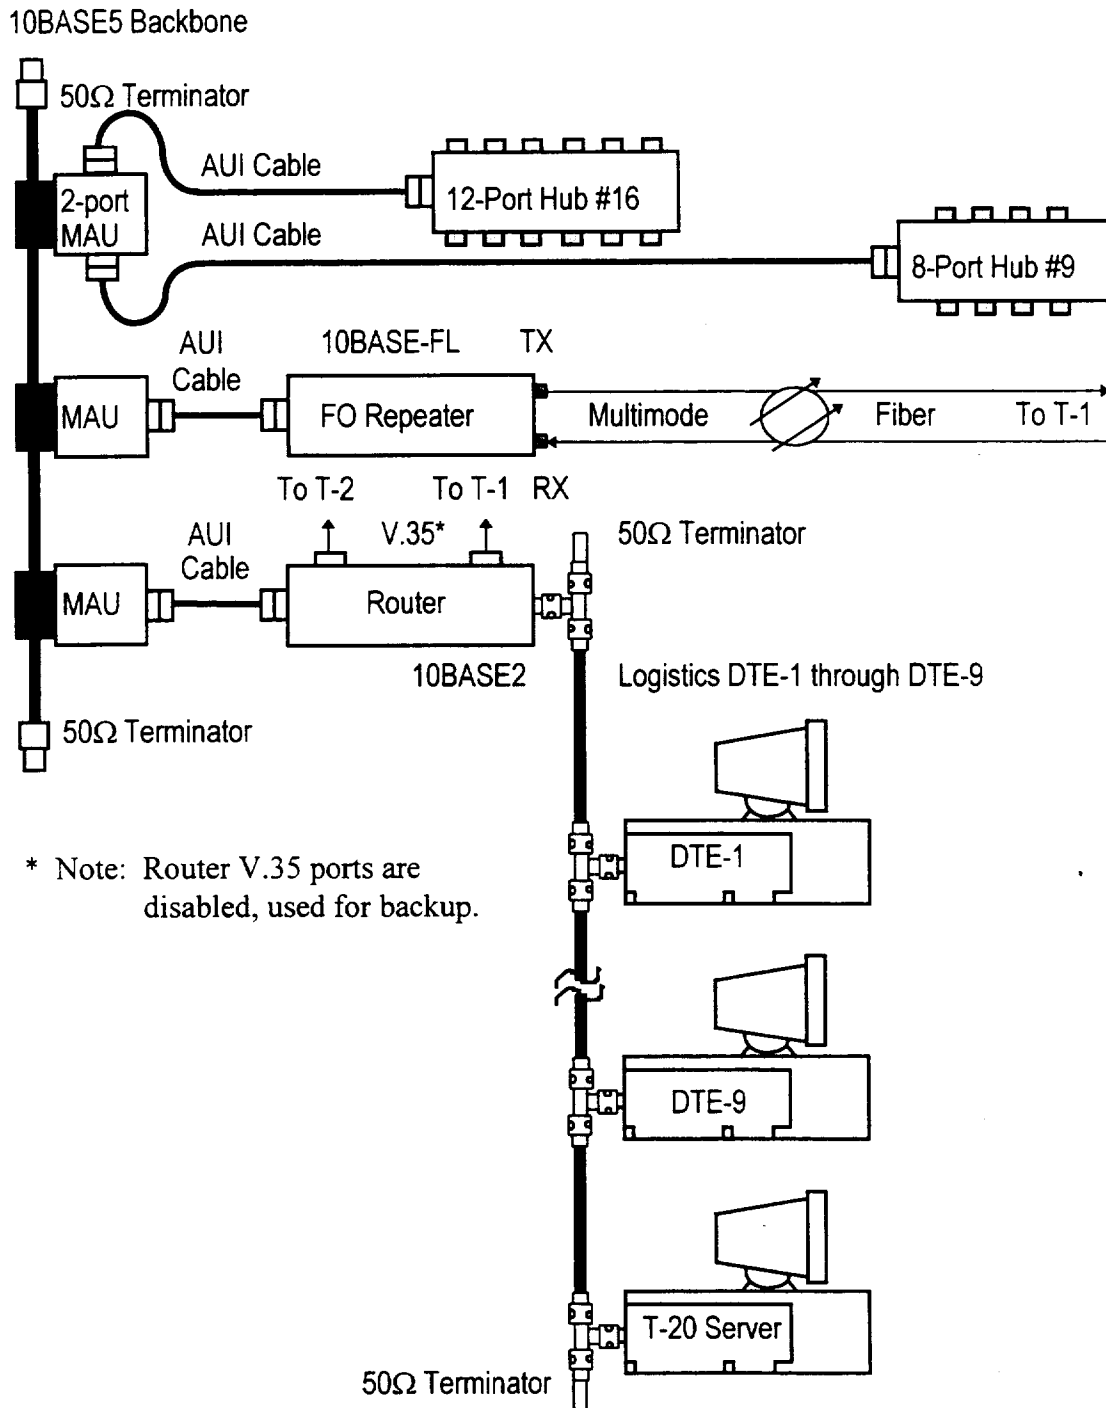 10BASE5 Backbone
50Ω Terminator
AUI Cable
12-Port Hub #16
2-port
MAU
AUI Cable
8-Port Hub #9
AUI
Cable
10BASE-FL
TX
MAU
FO Repeater
Multimode
Fiber
To T-1
To T-2
To T-1
RX
V.35*
AUI
Cable
50Ω Terminator
MAU
Router
10BASE2
Logistics DTE-1 through DTE-9
50Ω Terminator
* Note: Router V.35 ports are
disabled, used for backup.
DTE-1
DTE-9
T-20 Server
50Ω Terminator